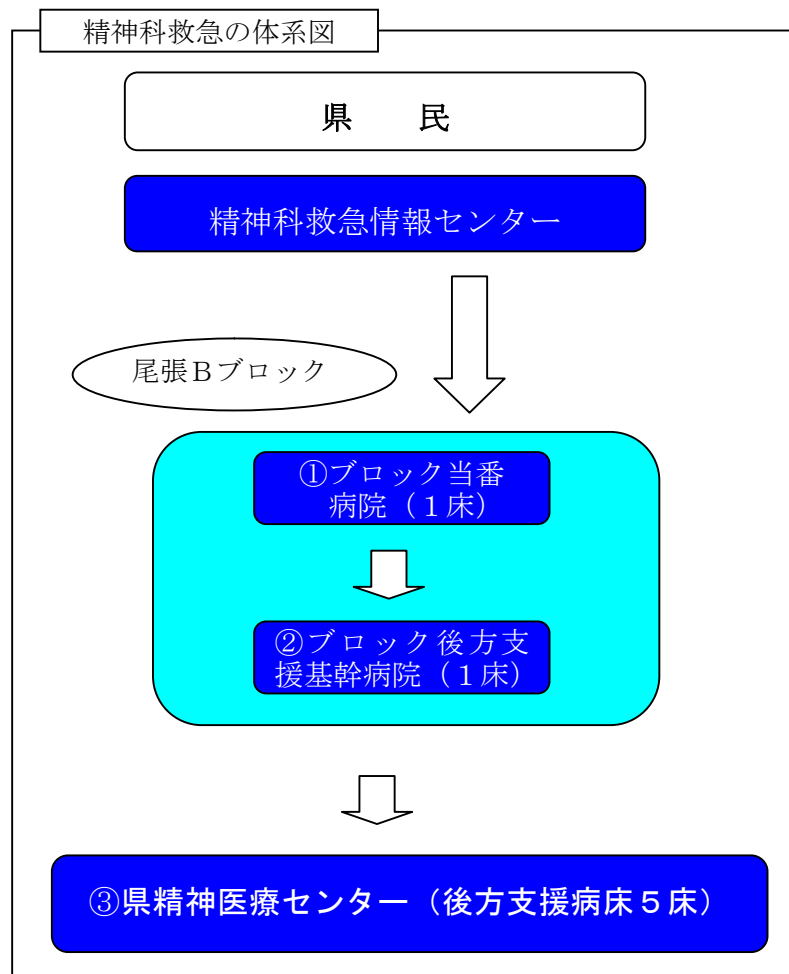 精神科救急の体系図
県　　民
精神科救急情報センター
尾張Ｂブロック
①ブロック当番
病院（１床）
②ブロック後方支
援基幹病院（１床）
③県精神医療センター（後方支援病床５床）